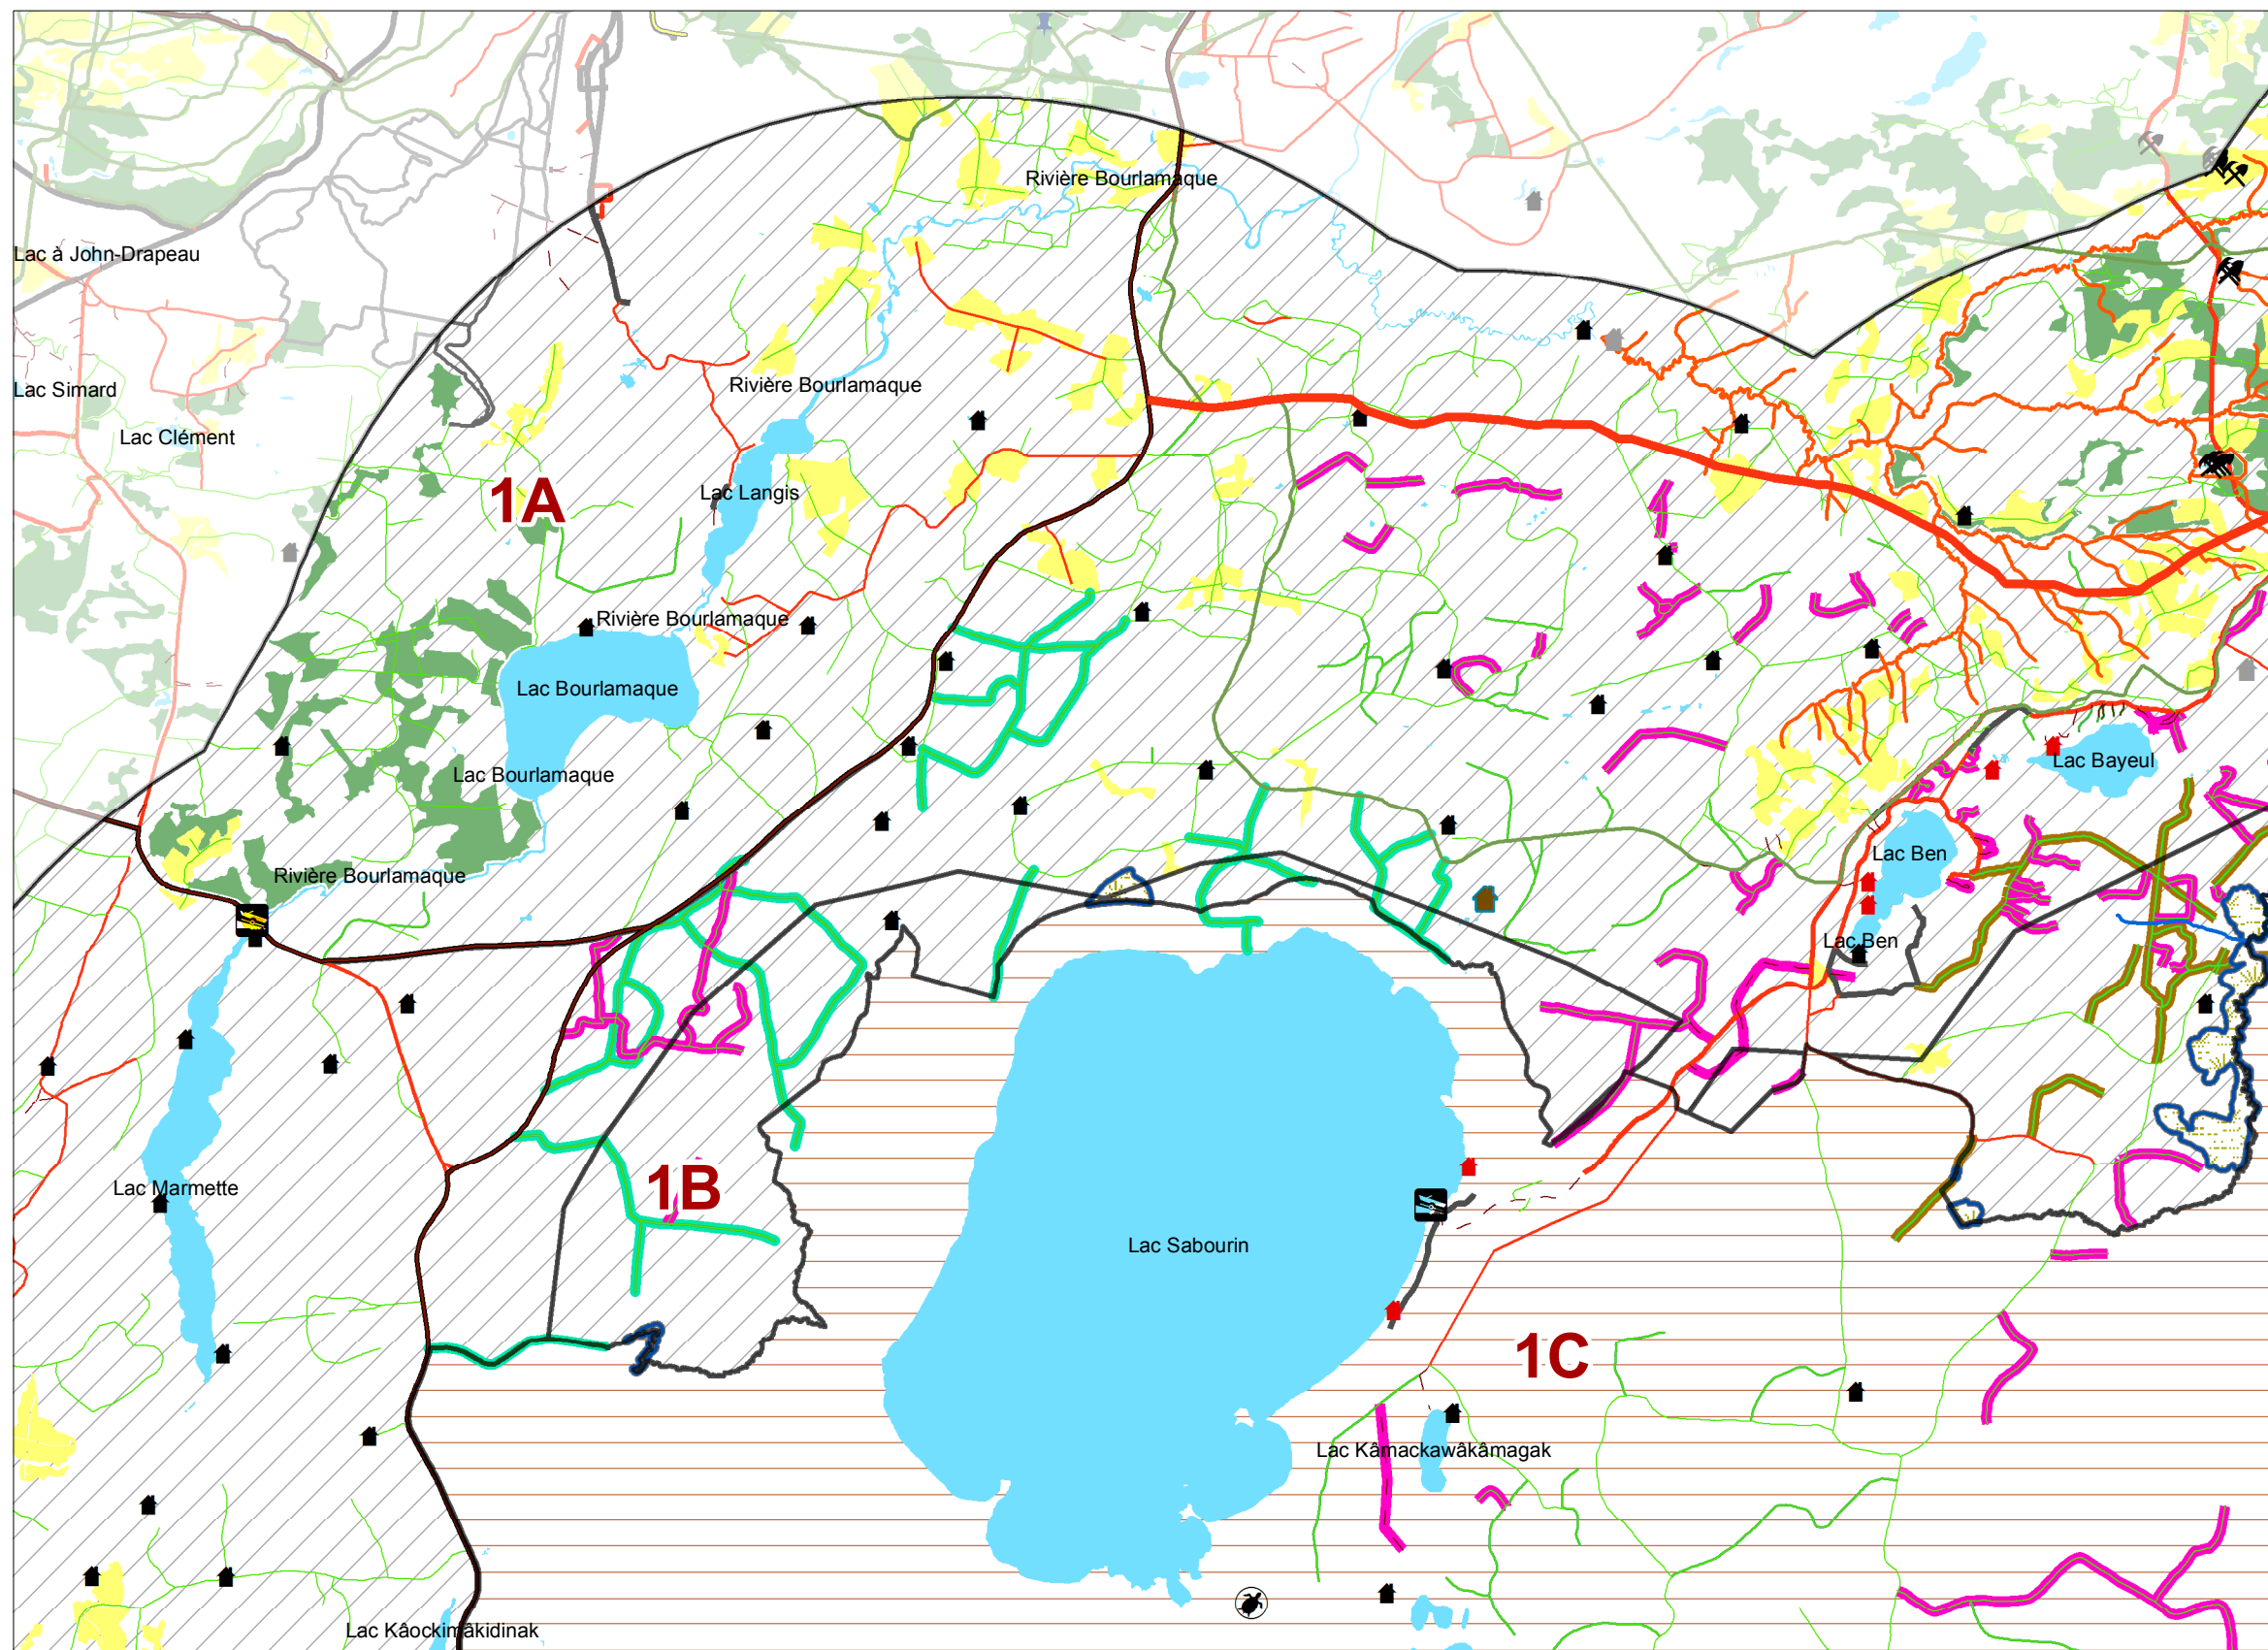 Rivière Bourlamaque
Lac à John-Drapeau
Rivière Bourlamaque
Lac Simard
Lac Clément
Lac Langis
1A
Rivière Bourlamaque
Lac Bourlamaque
Lac Bayeul
Lac Bourlamaque
Lac Ben
Rivière Bourlamaque
Lac Ben
Lac Marmette
1B
Lac Sabourin
1C
Lac Kâmackawâkâmagak
Lac Kâockimâkidinak